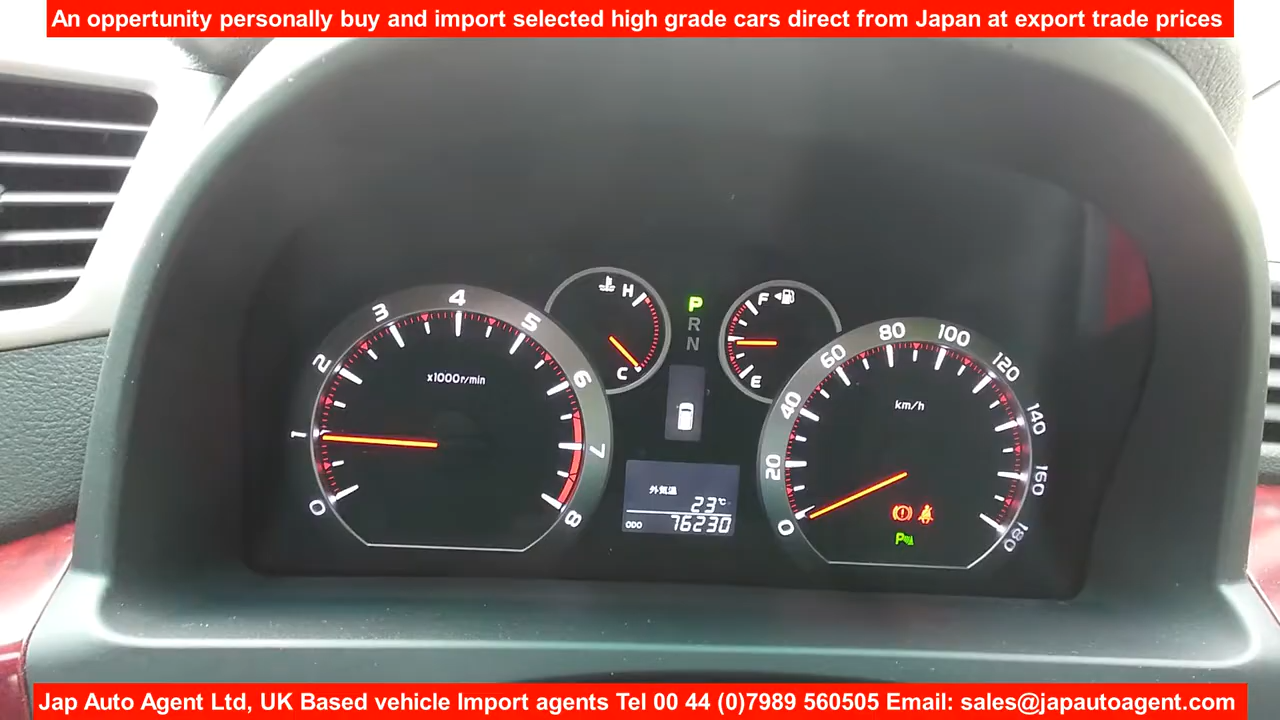 An opportunity personally buy and import selected high grade cars direct from Japan at export trade prices
0
1
2
3
4
5
6
7
8
x1000r/min
H
C
P
R
N
F
E
外気温
23℃
ODO 76230
0
20
40
60
80
100
120
140
160
180
km/h
P
Jap Auto Agent Ltd, UK Based vehicle Import agents Tel 00 44 (0)7989 560505 Email: sales@japautoagent.com